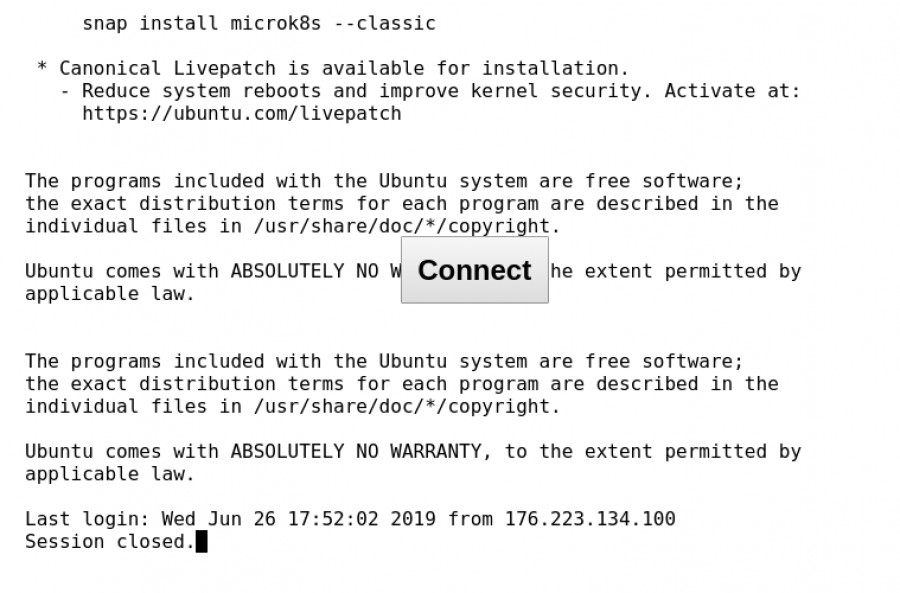 snap install microk8s --classic
* Canonical Livepatch is available for installation.
- Reduce system reboots and improve kernel security. Activate at:
https://ubuntu.com/livepatch
The programs included with the Ubuntu system are free software;
the exact distribution terms for each program are described in the
individual files in /usr/share/doc/*/copyright.
Ubuntu comes with ABSOLUTELY NO W Connect he extent permitted by
applicable law.
The programs included with the Ubuntu system are free software;
the exact distribution terms for each program are described in the
individual files in /usr/share/doc/*/copyright.
Ubuntu comes with ABSOLUTELY NO WARRANTY, to the extent permitted by
applicable law.
Last login: Wed Jun 26 17:52:02 2019 from 176.223.134.100
Session closed.